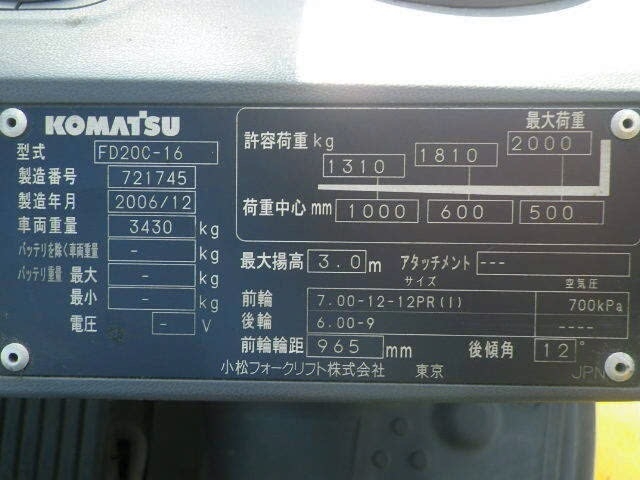 KOMATSU
型式 FD20C-16
製造番号 721745
製造年月 2006/12
車両重量 3430 kg
バッテリを除く車両重量 - kg
バッテリ重量 最大 - kg
最小 - kg
電圧 - V
最大荷重
許容荷重 kg 1310 1810 2000
荷重中心 mm 1000 600 500
最大揚高 3.0 m アタッチメント ---
サイズ 空気圧
前輪 7.00-12-12PR(I) 700kPa
後輪 6.00-9 ----
前輪輪距 965 mm 後傾角 12°
小松フォークリフト株式会社 東京 JPN